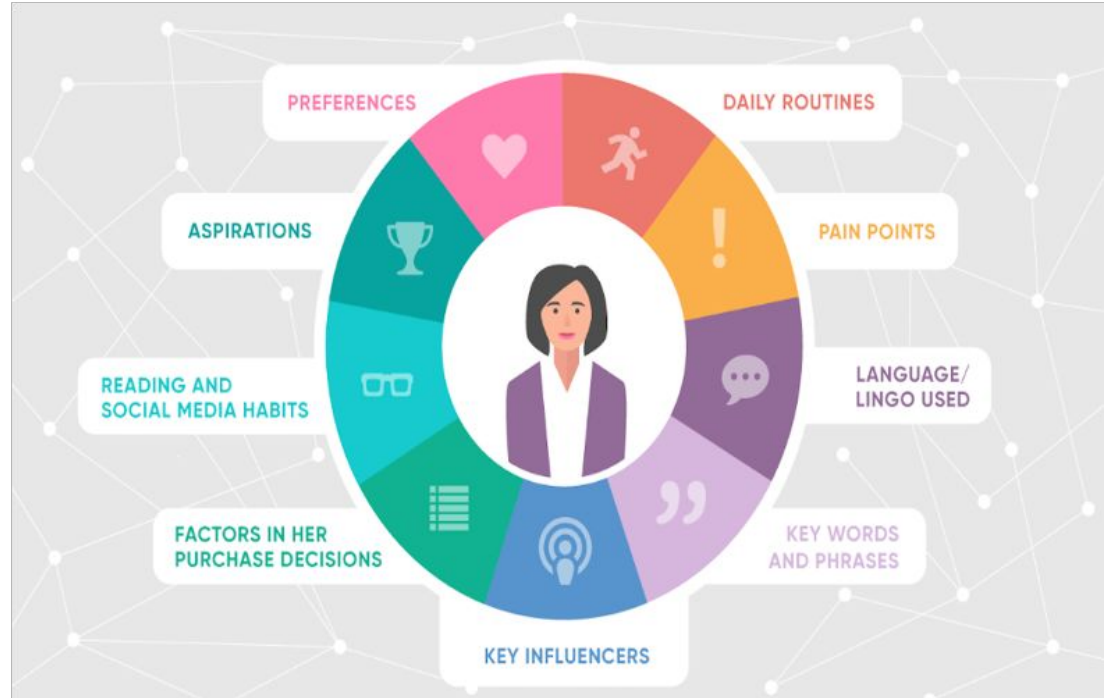 PREFERENCES
DAILY ROUTINES
ASPIRATIONS
PAIN POINTS
READING AND
SOCIAL MEDIA HABITS
LANGUAGE/
LINGO USED
FACTORS IN HER
PURCHASE DECISIONS
KEY WORDS
AND PHRASES
KEY INFLUENCERS